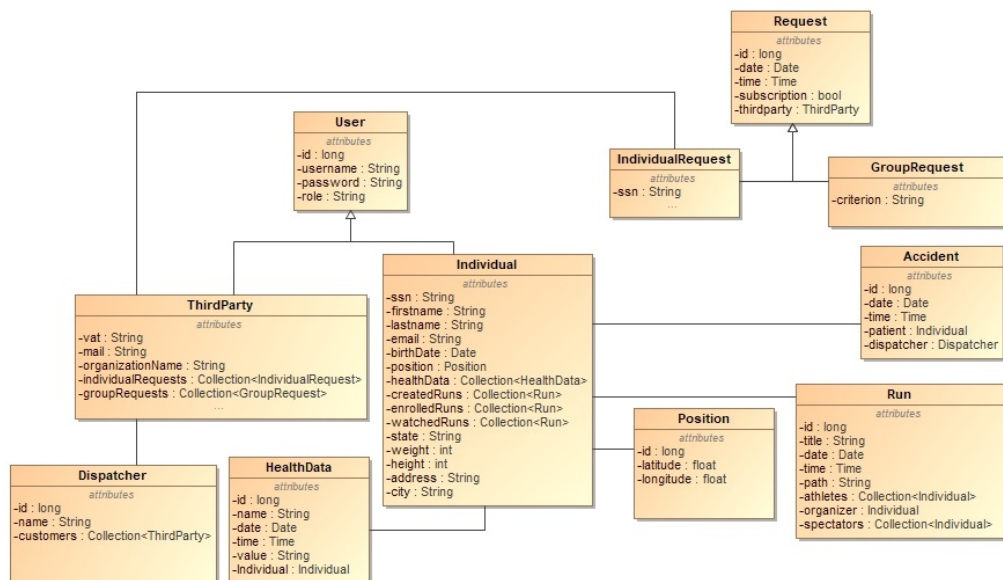 Request
attributes
-id : long
-date : Date
-time : Time
-subscription : bool
-thirdparty : ThirdParty
User
attributes
-id : long
-username : String
-password : String
-role : String
IndividualRequest
attributes
-ssn : String
...
GroupRequest
attributes
-criterion : String
Individual
attributes
-ssn : String
-firstname : String
-lastname : String
-email : String
-birthDate : Date
-position : Position
-healthData : Collection<HealthData>
-createdRuns : Collection<Run>
-enrolledRuns : Collection<Run>
-watchedRuns : Collection<Run>
-state : String
-weight : int
-height : int
-address : String
-city : String
Accident
attributes
-id : long
-date : Date
-time : Time
-patient : Individual
-dispatcher : Dispatcher
ThirdParty
attributes
-vat : String
-mail : String
-organizationName : String
-individualRequests : Collection<IndividualRequest>
-groupRequests : Collection<GroupRequest>
...
Run
attributes
-id : long
-title : String
-date : Date
-time : Time
-path : String
-athletes : Collection<Individual>
-organizer : Individual
-spectators : Collection<Individual>
Position
attributes
-id : long
-latitude : float
-longitude : float
Dispatcher
attributes
-id : long
-name : String
-customers : Collection<ThirdParty>
HealthData
attributes
-id : long
-name : String
-date : Date
-time : Time
-value : String
-Individual : Individual